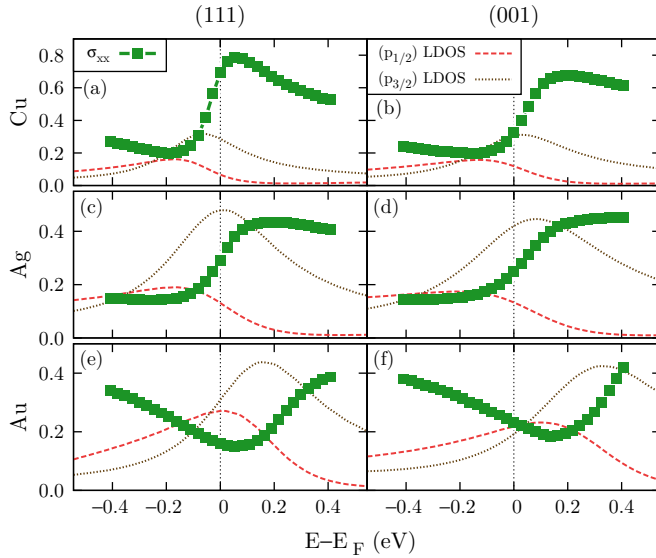 (111) (001)
σxx
(p1/2) LDOS
(p3/2) LDOS
Cu
0.8
0.6
0.4
0.2
0.0
(a) (b)
Ag
0.4
0.2
0.0
(c) (d)
Au
0.4
0.2
0.0
(e) (f)
−0.4 −0.2 0 0.2 0.4 −0.4 −0.2 0 0.2 0.4
E−E F (eV)